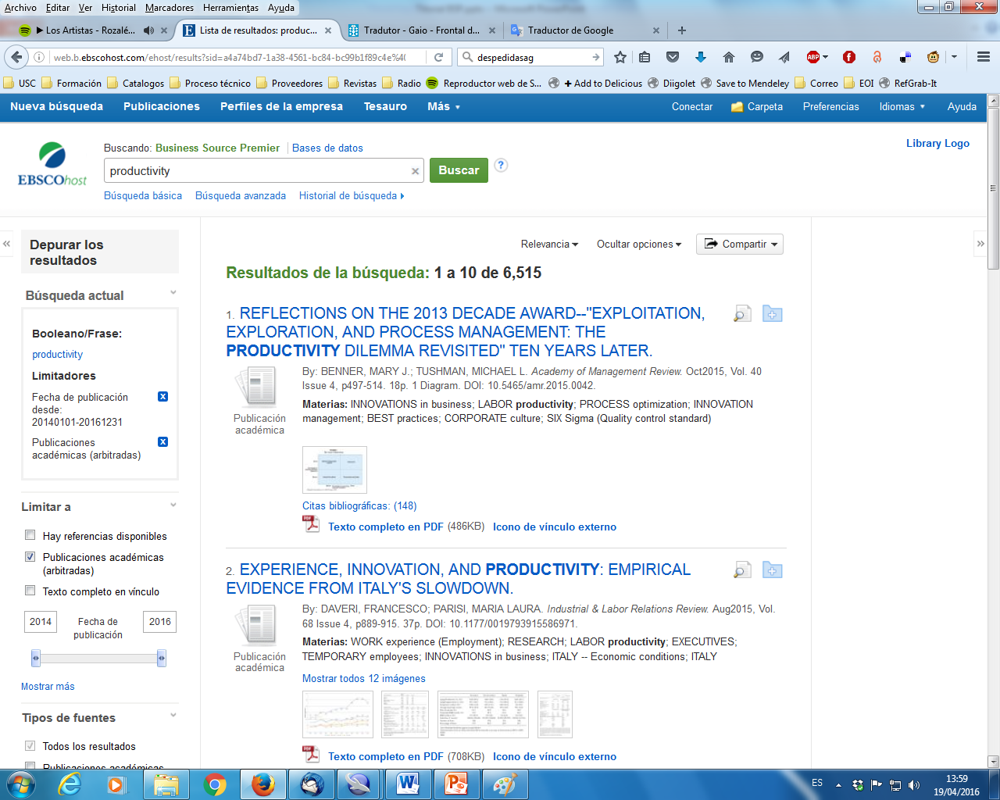 Archivo Editar Ver Historial Marcadores Herramientas Ayuda
Los Artistas - Rozalé...
Lista de resultados: produc...
Tradutor - Gaio - Frontal d...
Traductor de Google
web.b.ebscohost.com/ehost/results?sid=a4a74bd7-1a38-4561-bc84-bc99b1f89c4e%4(
despedidasag
ABP
USC Formación Catalogos Proceso técnico Proveedores Revistas Radio Reproductor web de S... + Add to Delicious Diigolet Save to Mendeley Correo EOI RefGrab-It
Nueva búsqueda Publicaciones Perfiles de la empresa Tesauro Más Conectar Carpeta Preferencias Idiomas Ayuda
EBSCOhost
Buscando: Business Source Premier Bases de datos
Library Logo
productivity
Buscar
?
Búsqueda básica Búsqueda avanzada Historial de búsqueda
Depurar los
resultados
Búsqueda actual
Booleano/Frase:
productivity
Limitadores
Fecha de publicación
desde:
20140101-20161231
Publicaciones
académicas (arbitradas)
Limitar a
Hay referencias disponibles
Publicaciones académicas
(arbitradas)
Texto completo en vínculo
2014 Fecha de publicación 2016
Mostrar más
Tipos de fuentes
Todos los resultados
Publicaciones académicas
Relevancia Ocultar opciones Compartir
Resultados de la búsqueda: 1 a 10 de 6,515
1. REFLECTIONS ON THE 2013 DECADE AWARD--"EXPLOITATION,
EXPLORATION, AND PROCESS MANAGEMENT: THE
PRODUCTIVITY DILEMMA REVISITED" TEN YEARS LATER.
Publicación
académica
By: BENNER, MARY J.; TUSHMAN, MICHAEL L. Academy of Management Review. Oct2015, Vol. 40
Issue 4, p497-514. 18p. 1 Diagram. DOI: 10.5465/amr.2015.0042.
Materias: INNOVATIONS in business; LABOR productivity; PROCESS optimization; INNOVATION
management; BEST practices; CORPORATE culture; SIX Sigma (Quality control standard)
Citas bibliográficas: (148)
PDF
Texto completo en PDF (486KB) Icono de vínculo externo
2. EXPERIENCE, INNOVATION, AND PRODUCTIVITY: EMPIRICAL
EVIDENCE FROM ITALY'S SLOWDOWN.
Publicación
académica
By: DAVERI, FRANCESCO; PARISI, MARIA LAURA. Industrial & Labor Relations Review. Aug2015, Vol.
68 Issue 4, p889-915. 37p. DOI: 10.1177/0019793915586971.
Materias: WORK experience (Employment); RESEARCH; LABOR productivity; EXECUTIVES;
TEMPORARY employees; INNOVATIONS in business; ITALY -- Economic conditions; ITALY
Mostrar todos 12 imágenes
PDF
Texto completo en PDF (708KB) Icono de vínculo externo
ES
13:59
19/04/2016